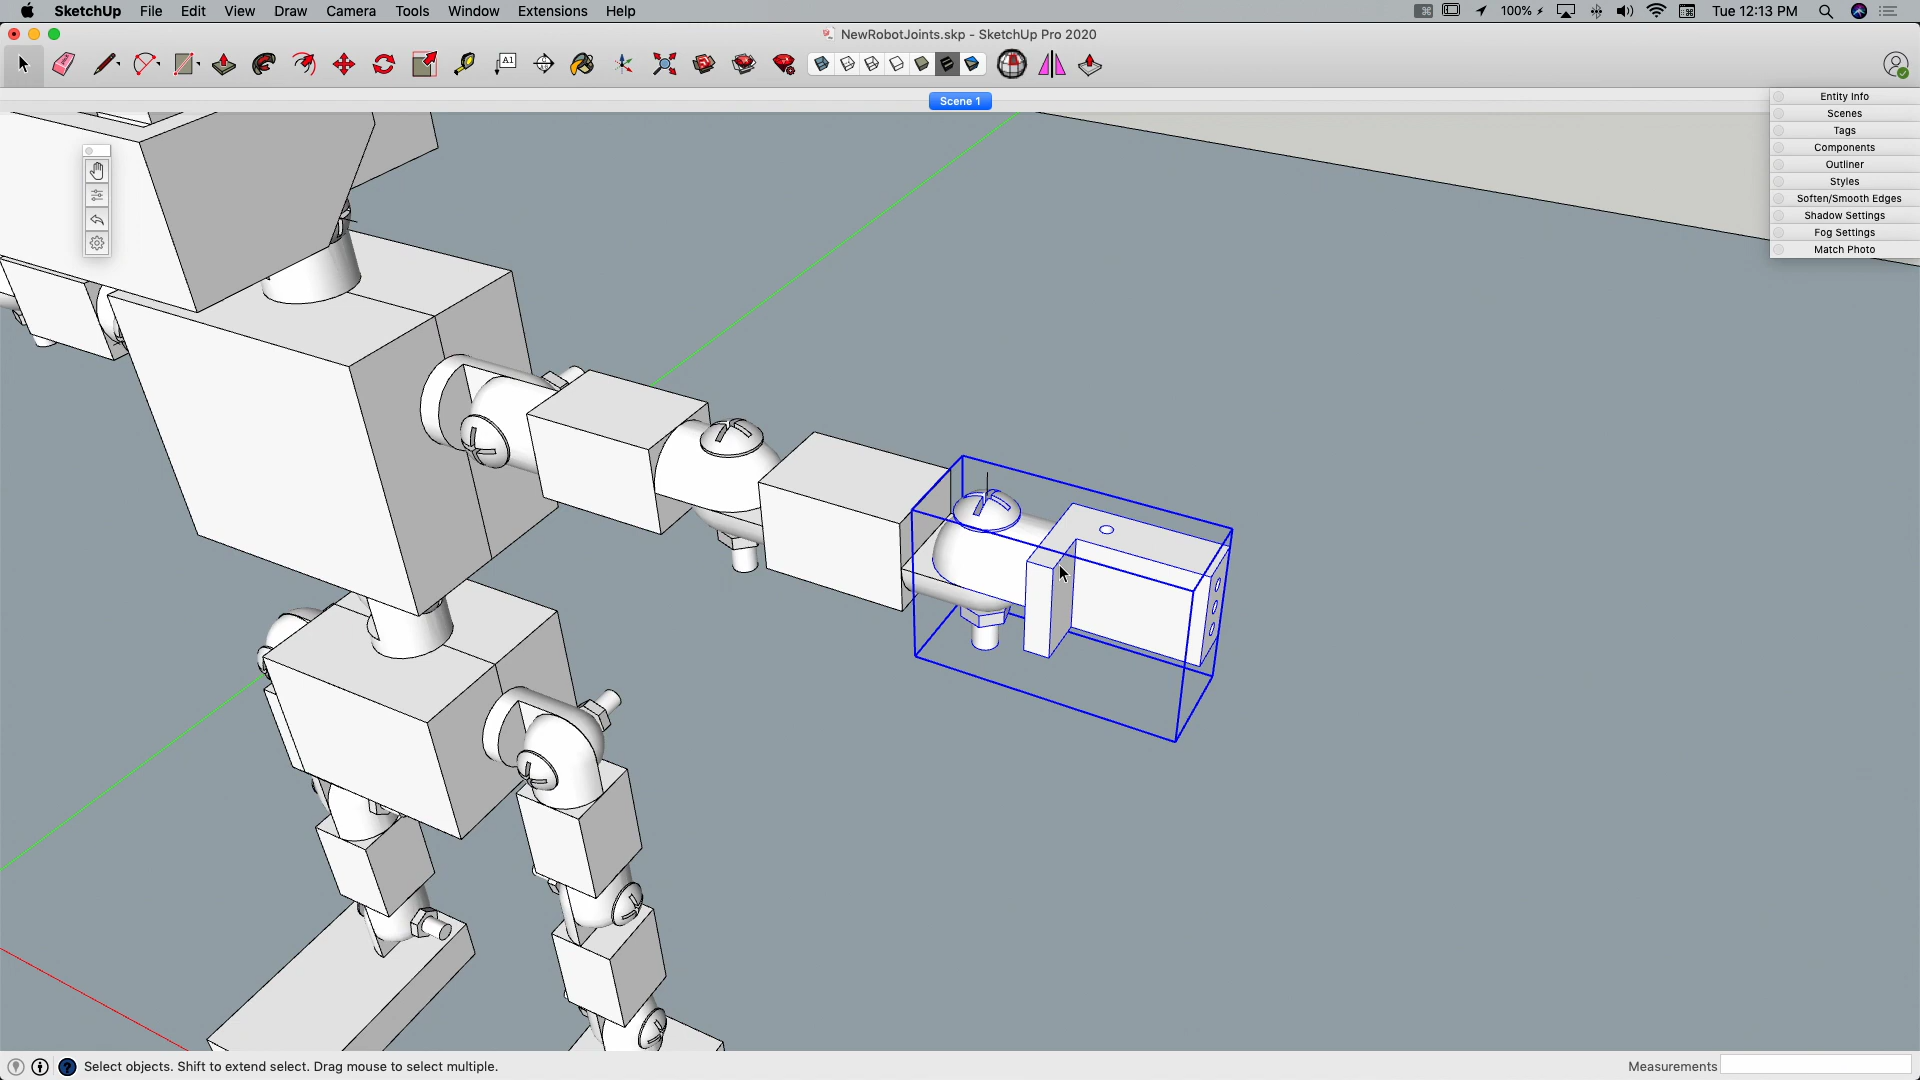 SketchUp File Edit View Draw Camera Tools Window Extensions Help 100% Tue 12:13 PM
NewRobotJoints.skp - SketchUp Pro 2020
A1
Scene 1
Entity Info
Scenes
Tags
Components
Outliner
Styles
Soften/Smooth Edges
Shadow Settings
Fog Settings
Match Photo
Select objects. Shift to extend select. Drag mouse to select multiple. Measurements